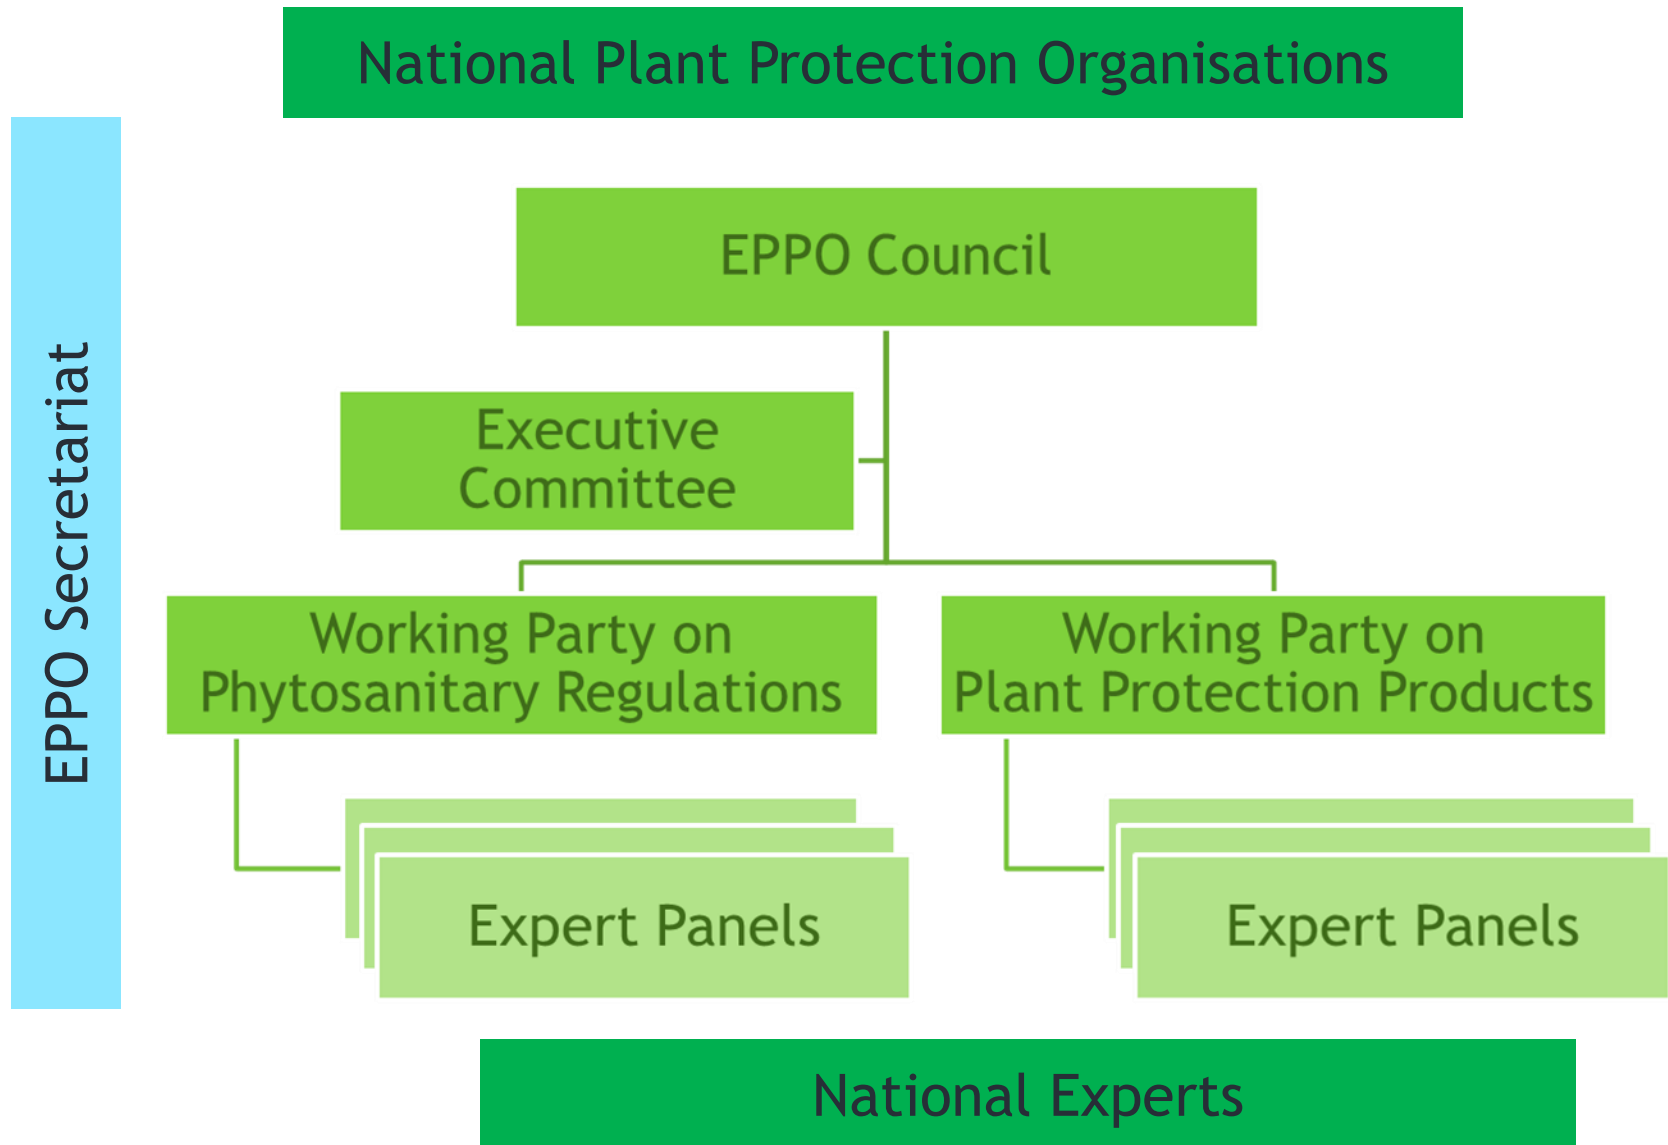 National Plant Protection Organisations
EPPO Secretariat
EPPO Council
Executive
Committee
Working Party on
Phytosanitary Regulations
Working Party on
Plant Protection Products
Expert Panels
Expert Panels
National Experts